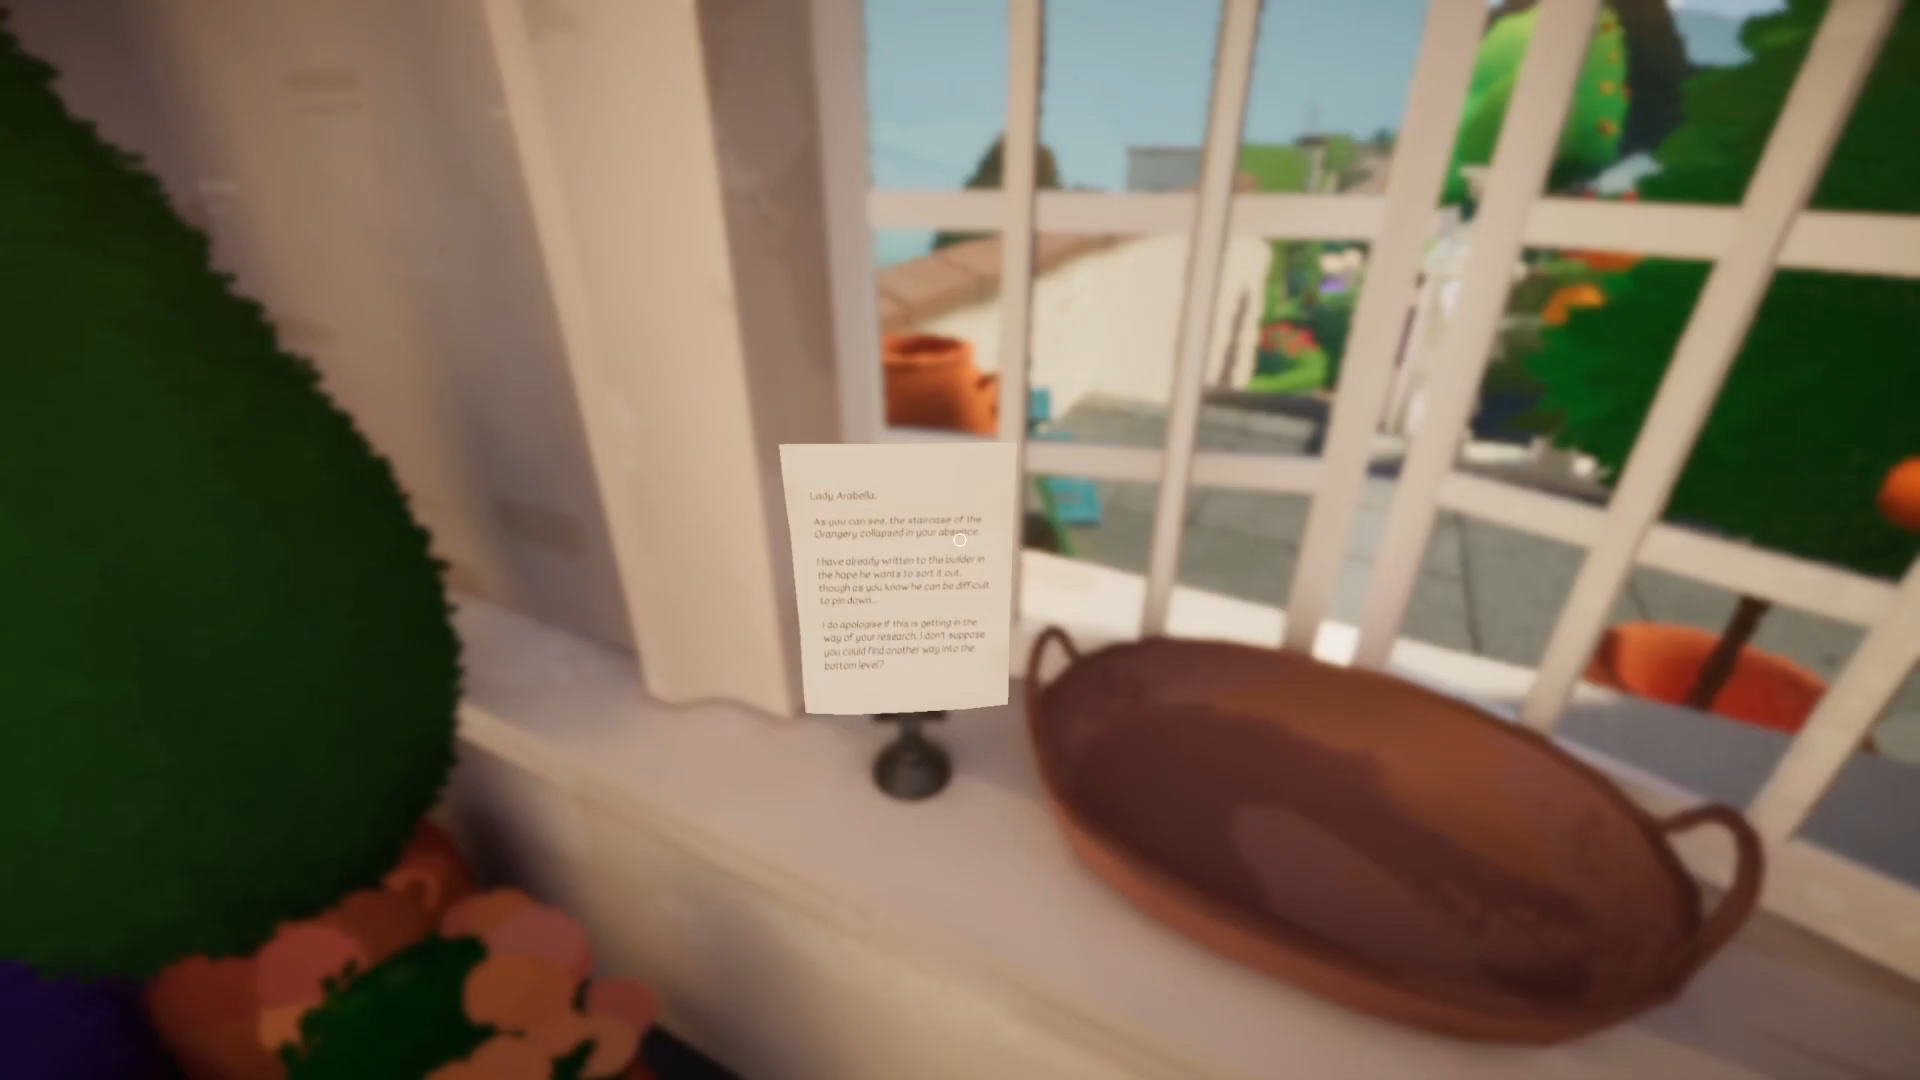 Lady Arabella,
As you can see, the staircase of the
Orangery collapsed in your absence.
I have already written to the builder in
the hope he wants to sort it out,
though as you know he can be difficult
to pin down...
I do apologise if this is getting in the
way of your research. I don't suppose
you could find another way into the
bottom level?